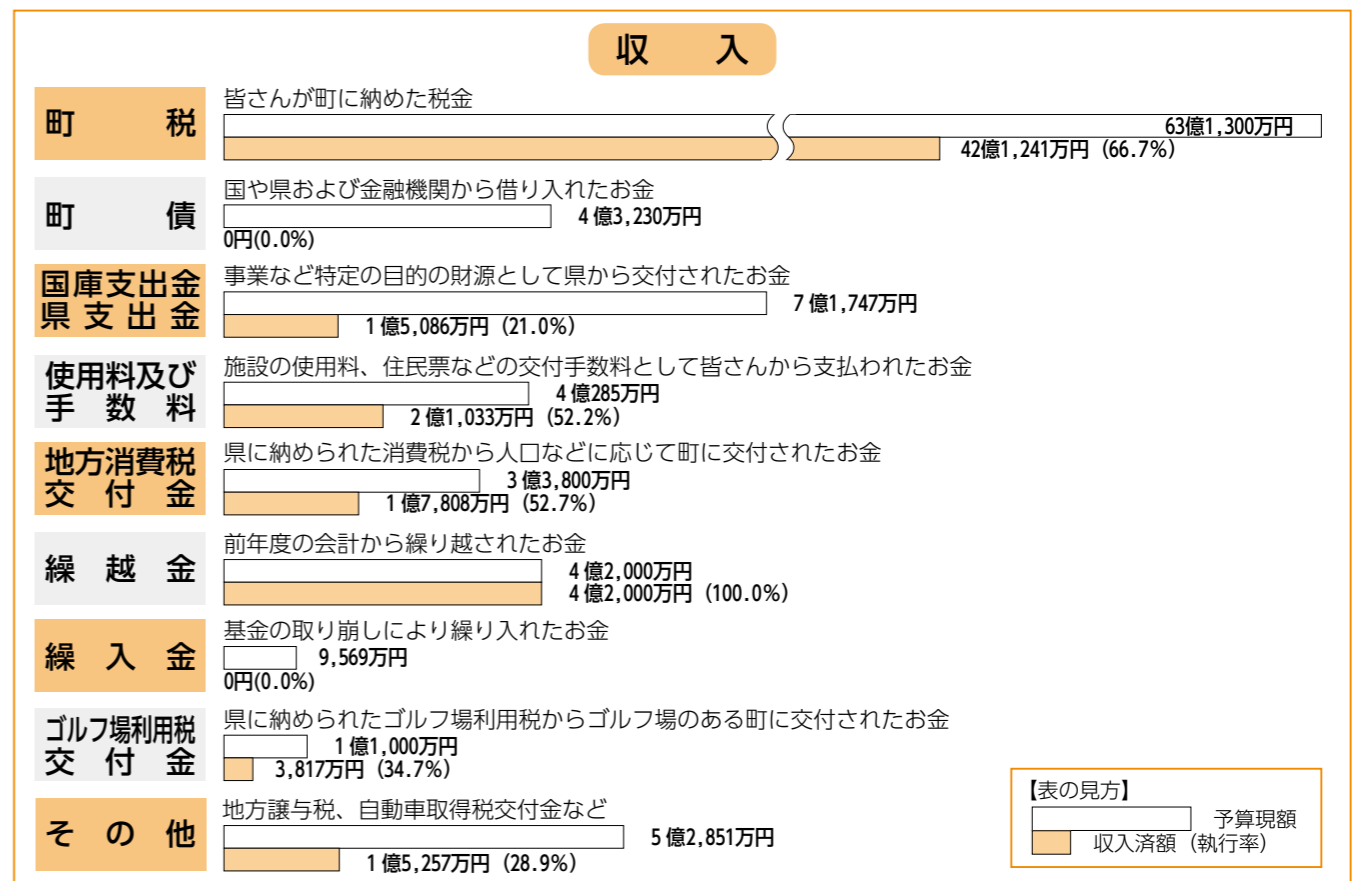 収入
町税
皆さんが町に納めた税金
63億1,300万円
42億1,241万円（66.7%）
町債
国や県および金融機関から借り入れたお金
4億3,230万円
0円(0.0%)
国庫支出金
県支出金
事業など特定の目的の財源として県から交付されたお金
7億1,747万円
1億5,086万円（21.0%）
使用料及び
手数料
施設の使用料、住民票などの交付手数料として皆さんから支払われたお金
4億285万円
2億1,033万円（52.2%）
地方消費税
交付金
県に納められた消費税から人口などに応じて町に交付されたお金
3億3,800万円
1億7,808万円（52.7%）
繰越金
前年度の会計から繰り越されたお金
4億2,000万円
4億2,000万円（100.0%）
繰入金
基金の取り崩しにより繰り入れたお金
9,569万円
0円(0.0%)
ゴルフ場利用税
交付金
県に納められたゴルフ場利用税からゴルフ場のある町に交付されたお金
1億1,000万円
3,817万円（34.7%）
その他
地方譲与税、自動車取得税交付金など
5億2,851万円
1億5,257万円（28.9%）
【表の見方】
予算現額
収入済額（執行率）